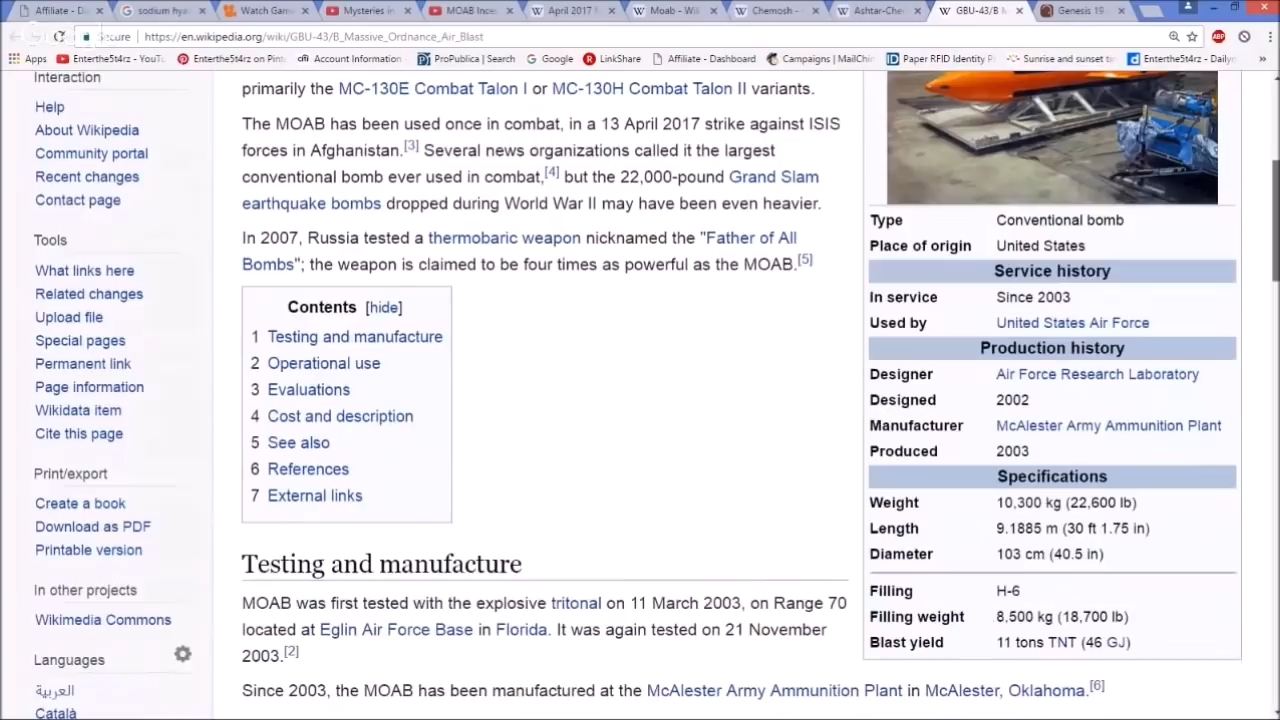 Affiliate - Da
sodium hya
Watch Game
Mysteries in
MOAB Ince
April 2017
Moab - Wik
Chemosh -
Ashtar-Che
GBU-43/B M
Genesis 19
Secure
https://en.wikipedia.org/wiki/GBU-43/B_Massive_Ordnance_Air_Blast
Apps
Enterthe5t4rz - YouTu
Enterthe5t4rz on Pint
Account Information
ProPublica | Search
Google
LinkShare
Affiliate - Dashboard
Campaigns | MailChim
Paper RFID Identity P
Sunrise and sunset tim
Enterthe5t4rz - Dailyn
Interaction
Help
About Wikipedia
Community portal
Recent changes
Contact page
Tools
What links here
Related changes
Upload file
Special pages
Permanent link
Page information
Wikidata item
Cite this page
Print/export
Create a book
Download as PDF
Printable version
In other projects
Wikimedia Commons
Languages
العربية
Català
primarily the MC-130E Combat Talon I or MC-130H Combat Talon II variants.
The MOAB has been used once in combat, in a 13 April 2017 strike against ISIS
forces in Afghanistan.[3] Several news organizations called it the largest
conventional bomb ever used in combat,[4] but the 22,000-pound Grand Slam
earthquake bombs dropped during World War II may have been even heavier.
In 2007, Russia tested a thermobaric weapon nicknamed the "Father of All
Bombs"; the weapon is claimed to be four times as powerful as the MOAB.[5]
Contents [hide]
1 Testing and manufacture
2 Operational use
3 Evaluations
4 Cost and description
5 See also
6 References
7 External links
Testing and manufacture
MOAB was first tested with the explosive tritonal on 11 March 2003, on Range 70
located at Eglin Air Force Base in Florida. It was again tested on 21 November
2003.[2]
Since 2003, the MOAB has been manufactured at the McAlester Army Ammunition Plant in McAlester, Oklahoma.[6]
Type Conventional bomb
Place of origin United States
Service history
In service Since 2003
Used by United States Air Force
Production history
Designer Air Force Research Laboratory
Designed 2002
Manufacturer McAlester Army Ammunition Plant
Produced 2003
Specifications
Weight 10,300 kg (22,600 lb)
Length 9.1885 m (30 ft 1.75 in)
Diameter 103 cm (40.5 in)
Filling H-6
Filling weight 8,500 kg (18,700 lb)
Blast yield 11 tons TNT (46 GJ)